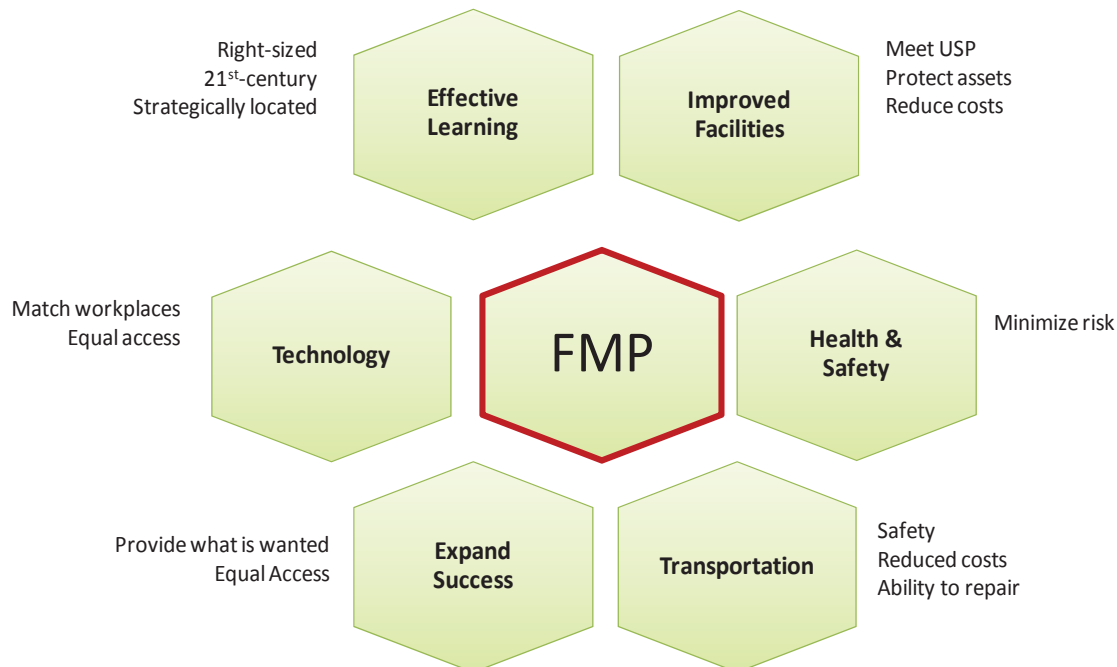 Right-sized
21st-century
Strategically located
Effective
Learning
Improved
Facilities
Meet USP
Protect assets
Reduce costs
Match workplaces
Equal access
Technology
FMP
Health &
Safety
Minimize risk
Provide what is wanted
Equal Access
Expand
Success
Transportation
Safety
Reduced costs
Ability to repair